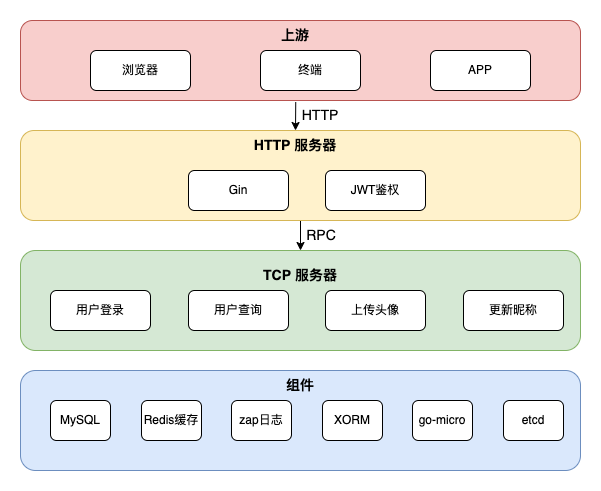 上游
浏览器
终端
APP
HTTP
HTTP 服务器
Gin
JWT鉴权
RPC
TCP 服务器
用户登录
用户查询
上传头像
更新昵称
组件
MySQL
Redis缓存
zap日志
XORM
go-micro
etcd